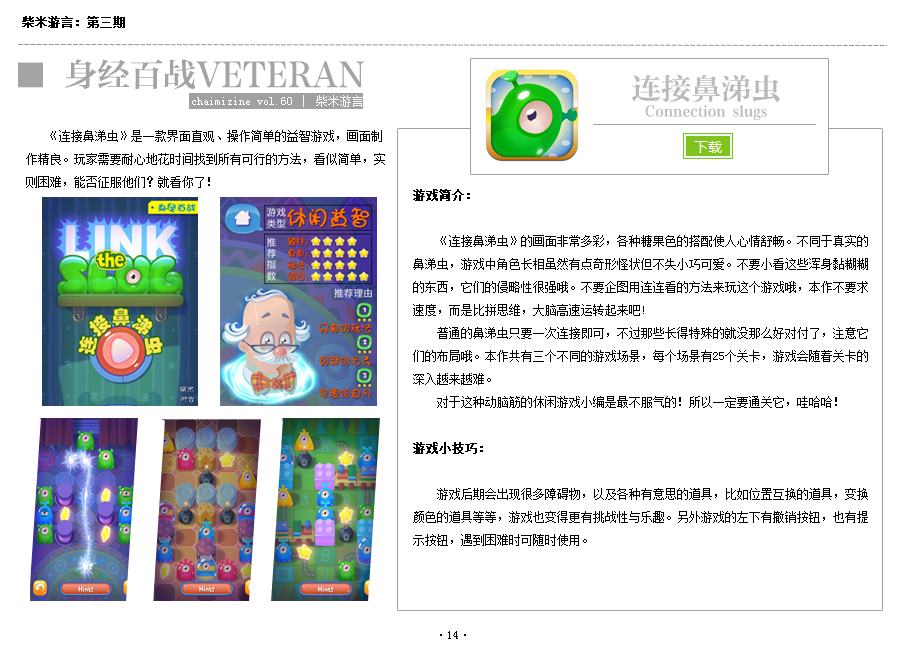 柴米游言：第三期
身经百战VETERAN
chaimizine vol.60 | 柴米游言
《连接鼻涕虫》是一款界面直观、操作简单的益智游戏，画面制
作精良。玩家需要耐心地花时间找到所有可行的方法，看似简单，实
则困难，能否征服他们？就看你了！
身经百战
LINK
the
SLUG
连接鼻涕虫
柴米
游言
游戏
类型
休闲益智
推
荐
指
数
推荐理由
1
2
3
Hints
Hints
Hints
连接鼻涕虫
Connection slugs
下载
游戏简介：
《连接鼻涕虫》的画面非常多彩，各种糖果色的搭配使人心情舒畅。不同于真实的
鼻涕虫，游戏中角色长相虽然有点奇形怪状但不失小巧可爱。不要小看这些浑身黏糊糊
的东西，它们的侵略性很强哦。不要企图用连连看的方法来玩这个游戏哦，本作不要求
速度，而是比拼思维，大脑高速运转起来吧！
普通的鼻涕虫只要一次连接即可，不过那些长得特殊的就没那么好对付了，注意它
们的布局哦。本作共有三个不同的游戏场景，每个场景有25个关卡，游戏会随着关卡的
深入越来越难。
对于这种动脑筋的休闲游戏小编是最不服气的！所以一定要通关它，哇哈哈！
游戏小技巧：
游戏后期会出现很多障碍物，以及各种有意思的道具，比如位置互换的道具，变换
颜色的道具等等，游戏也变得更有挑战性与乐趣。另外游戏的左下有撤销按钮，也有提
示按钮，遇到困难时可随时使用。
·14·